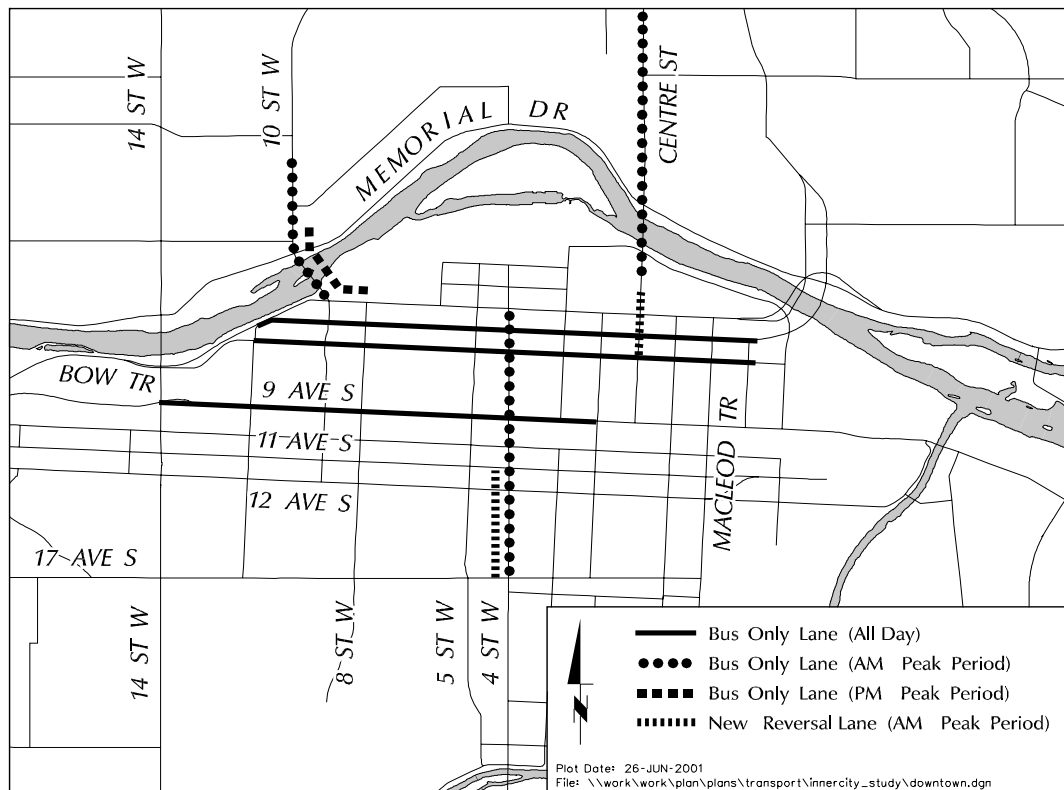 14 ST W
10 ST W
MEMORIAL DR
CENTRE ST
BOW TR
9 AVE S
11 AVE S
12 AVE S
MACLEOD TR
17 AVE S
14 ST W
8 ST W
5 ST W
4 ST W
Bus Only Lane (All Day)
Bus Only Lane (AM Peak Period)
Bus Only Lane (PM Peak Period)
New Reversal Lane (AM Peak Period)
Plot Date: 26-JUN-2001
File: \\work\work\plan\plans\transport\innercity_study\downtown.dgn